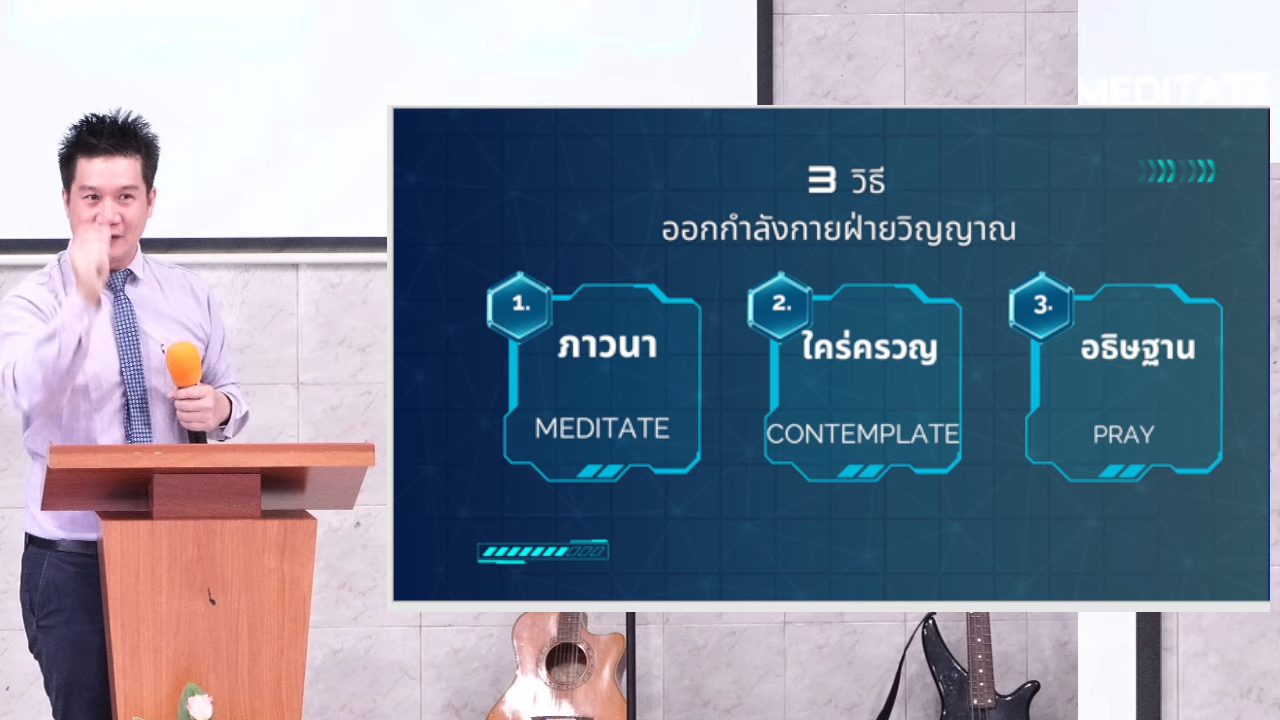 MEDITATE
3 วิธี
ออกกำลังกายฝ่ายวิญญาณ
1.
ภาวนา
MEDITATE
2.
ใคร่ครวญ
CONTEMPLATE
3.
อธิษฐาน
PRAY